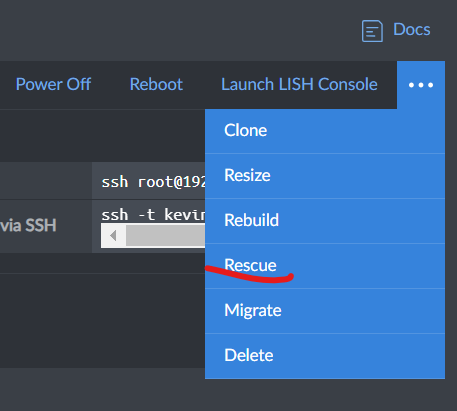 Docs
Power Off Reboot Launch LISH Console
Clone
Resize
Rebuild
Rescue
Migrate
Delete
ssh root@192
via SSH ssh -t kevin